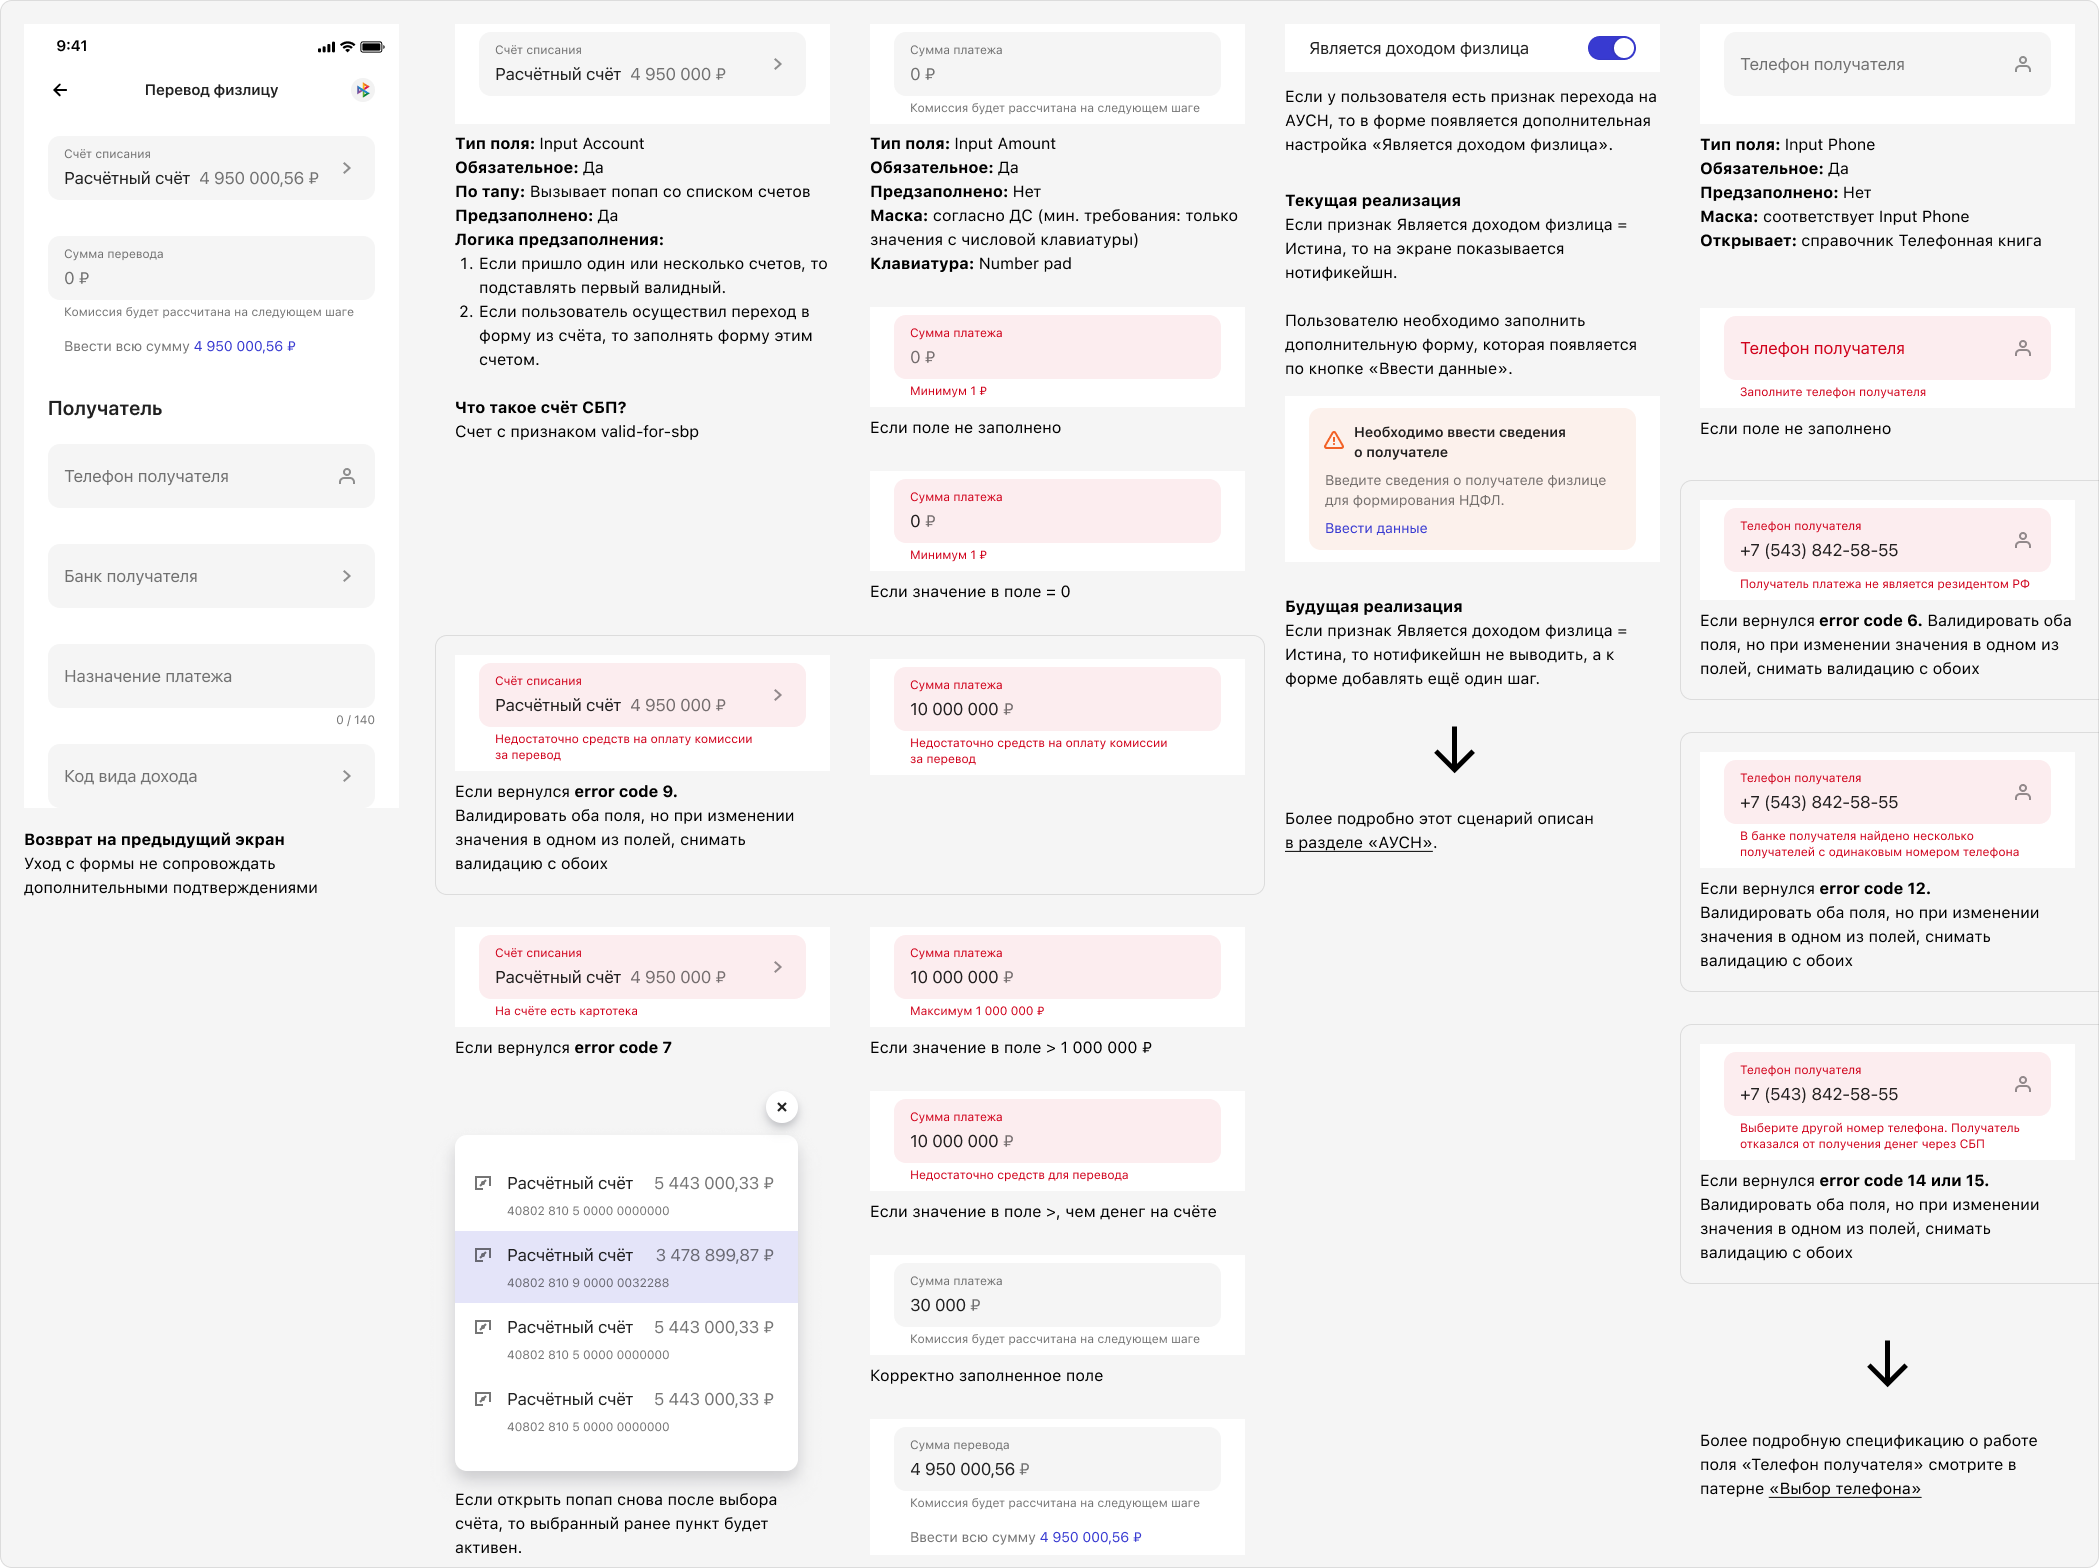 9:41
Перевод физлицу
Счёт списания
Расчётный счёт 4 950 000,56 ₽
Сумма перевода
0 ₽
Комиссия будет рассчитана на следующем шаге
Ввести всю сумму 4 950 000,56 ₽
Получатель
Телефон получателя
Банк получателя
Назначение платежа
0 / 140
Код вида дохода
Возврат на предыдущий экран
Уход с формы не сопровождать
дополнительными подтверждениями
Счёт списания
Расчётный счёт 4 950 000 ₽
Тип поля: Input Account
Обязательное: Да
По тапу: Вызывает попап со списком счетов
Предзаполнено: Да
Логика предзаполнения:
1. Если пришло один или несколько счетов, то
подставлять первый валидный.
2. Если пользователь осуществил переход в
форму из счёта, то заполнять форму этим
счетом.
Что такое счёт СБП?
Счет с признаком valid-for-sbp
Счёт списания
Расчётный счёт 4 950 000 ₽
Недостаточно средств на оплату комиссии
за перевод
Если вернулся error code 9.
Валидировать оба поля, но при изменении
значения в одном из полей, снимать
валидацию с обоих
Счёт списания
Расчётный счёт 4 950 000 ₽
На счёте есть картотека
Если вернулся error code 7
Расчётный счёт 5 443 000,33 ₽
40802 810 5 0000 0000000
Расчётный счёт 3 478 899,87 ₽
40802 810 9 0000 0032288
Расчётный счёт 5 443 000,33 ₽
40802 810 5 0000 0000000
Расчётный счёт 5 443 000,33 ₽
40802 810 5 0000 0000000
Если открыть попап снова после выбора
счёта, то выбранный ранее пункт будет
активен.
Сумма платежа
0 ₽
Комиссия будет рассчитана на следующем шаге
Тип поля: Input Amount
Обязательное: Да
Предзаполнено: Нет
Маска: согласно ДС (мин. требования: только
значения с числовой клавиатуры)
Клавиатура: Number pad
Сумма платежа
0 ₽
Минимум 1 ₽
Если поле не заполнено
Сумма платежа
0 ₽
Минимум 1 ₽
Если значение в поле = 0
Сумма платежа
10 000 000 ₽
Недостаточно средств на оплату комиссии
за перевод
Сумма платежа
10 000 000 ₽
Максимум 1 000 000 ₽
Если значение в поле > 1 000 000 ₽
Сумма платежа
10 000 000 ₽
Недостаточно средств для перевода
Если значение в поле >, чем денег на счёте
Сумма платежа
30 000 ₽
Комиссия будет рассчитана на следующем шаге
Корректно заполненное поле
Сумма перевода
4 950 000,56 ₽
Комиссия будет рассчитана на следующем шаге
Ввести всю сумму 4 950 000,56 ₽
Является доходом физлица
Если у пользователя есть признак перехода на
АУСН, то в форме появляется дополнительная
настройка «Является доходом физлица».
Текущая реализация
Если признак Является доходом физлица =
Истина, то на экране показывается
нотификейшн.
Пользователю необходимо заполнить
дополнительную форму, которая появляется
по кнопке «Ввести данные».
Необходимо ввести сведения
о получателе
Введите сведения о получателе физлице
для формирования НДФЛ.
Ввести данные
Будущая реализация
Если признак Является доходом физлица =
Истина, то нотификейшн не выводить, а к
форме добавлять ещё один шаг.
Более подробно этот сценарий описан
в разделе «АУСН».
Телефон получателя
Тип поля: Input Phone
Обязательное: Да
Предзаполнено: Нет
Маска: соответствует Input Phone
Открывает: справочник Телефонная книга
Телефон получателя
Заполните телефон получателя
Если поле не заполнено
Телефон получателя
+7 (543) 842-58-55
Получатель платежа не является резидентом РФ
Если вернулся error code 6. Валидировать оба
поля, но при изменении значения в одном из
полей, снимать валидацию с обоих
Телефон получателя
+7 (543) 842-58-55
В банке получателя найдено несколько
получателей с одинаковым номером телефона
Если вернулся error code 12.
Валидировать оба поля, но при изменении
значения в одном из полей, снимать
валидацию с обоих
Телефон получателя
+7 (543) 842-58-55
Выберите другой номер телефона. Получатель
отказался от получения денег через СБП
Если вернулся error code 14 или 15.
Валидировать оба поля, но при изменении
значения в одном из полей, снимать
валидацию с обоих
Более подробную спецификацию о работе
поля «Телефон получателя» смотрите в
патерне «Выбор телефона»